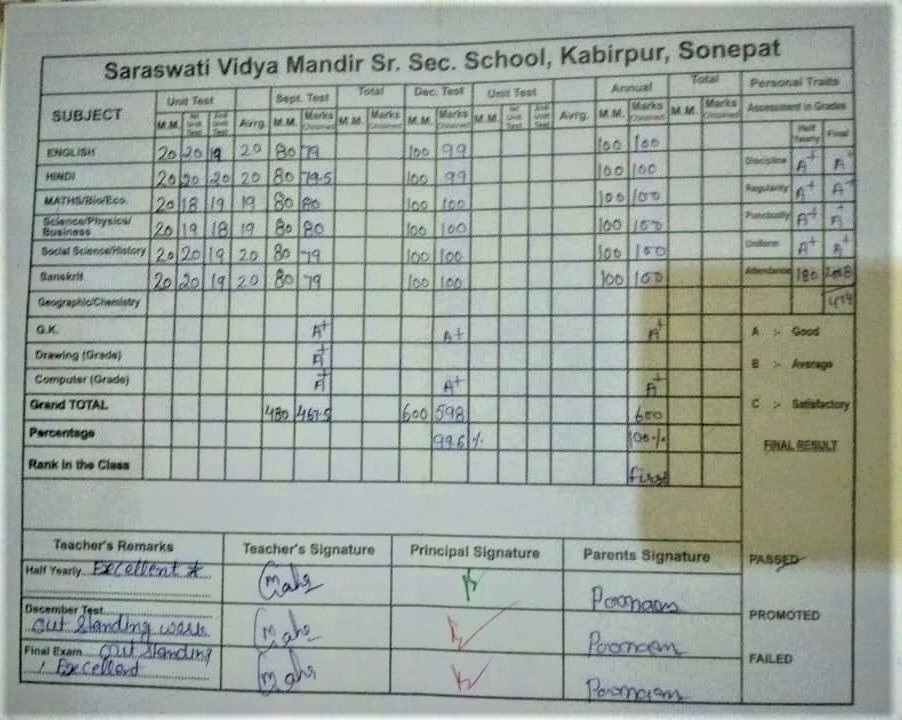 Saraswati Vidya Mandir Sr. Sec. School, Kabirpur, Sonepat
SUBJECT Unit Test Sept. Test Total Dec. Test Unit Test Annual Total Personal Traits
M.M. Ist Unit Test 2nd Unit Test Avrg. M.M. Marks Obtained M.M. Marks Obtained M.M. Marks Obtained M.M. Ist Unit Test 2nd Unit Test Avrg. M.M. Marks Obtained M.M. Marks Obtained Assessment in Grades
Half Yearly Final
ENGLISH 20 20 19 20 80 79 100 99 100 100
Discipline A+ A+
HINDI 20 20 20 20 80 79.5 100 99 100 100
Regularity A+ A+
MATHS/Bio/Eco. 20 18 19 19 80 80 100 100 100 100
Science/Physics/ Business 20 19 18 19 80 80 100 100 100 100
Punctuality A+ A+
Social Science/History 20 20 19 20 80 79 100 100 100 100
Uniform A+ A+
Sanskrit 20 20 19 20 80 79 100 100 100 100
Attendance 180
Geographic/Chemistry
G.K. A+ A+ A+
A :- Good
Drawing (Grade) A+
B :- Average
Computer (Grade) A+ A+ A+
Grand TOTAL 480 467.5 600 598 600
C :- Satisfactory
Percentage 99.6% 100%
FINAL RESULT
Rank in the Class first
Teacher's Remarks Teacher's Signature Principal Signature Parents Signature
PASSED
Half Yearly Excellent * Poonam
December Test
out standing work Poonam
PROMOTED
Final Exam out standing
/ Excellent Poonam
FAILED